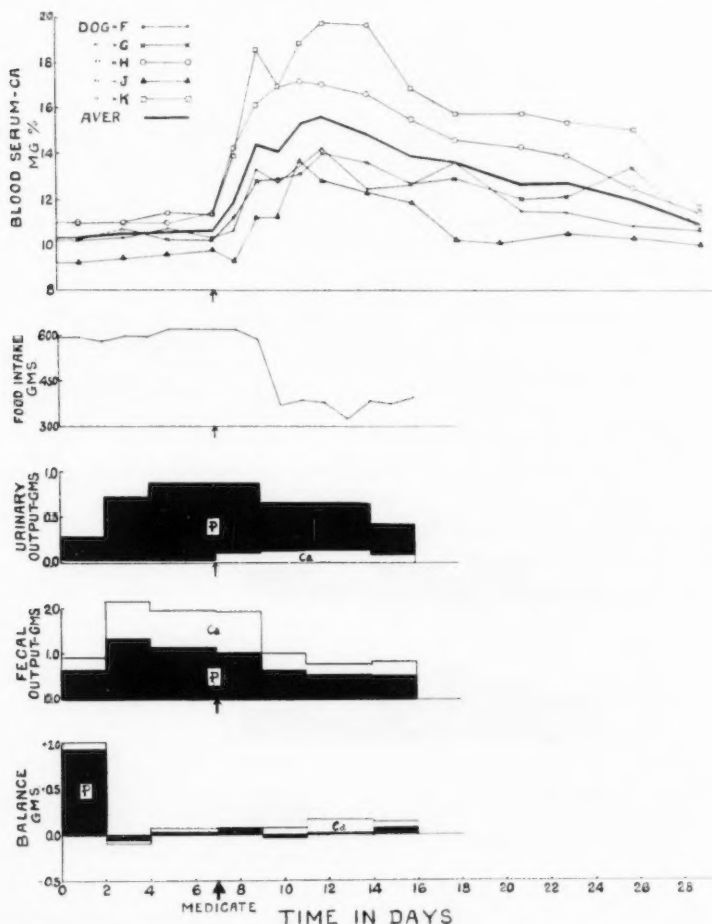 DOG-F
" -G
" -H
" -J
" -K
AVER
BLOOD SERUM-CA
MG %
20
18
16
14
12
10
8
FOOD INTAKE
GMS
600
450
300
URINARY
OUTPUT-GMS
1.0
0.5
0.0
P
Ca
FECAL
OUTPUT-GMS
2.0
1.0
0.0
Ca
P
BALANCE
GMS
+1.0
+0.5
0.0
-0.5
P
Ca
0 2 4 6 8 10 12 14 16 18 20 22 24 26 28
MEDICATE
TIME IN DAYS